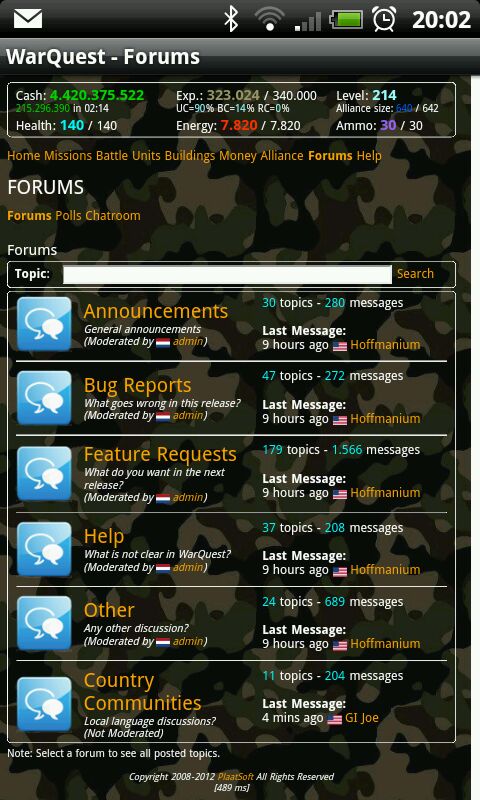 20:02
WarQuest - Forums
Cash: 4.420.375.522 Exp.: 323.024 / 340.000 Level: 214
215.296.390 in 02:14 UC=90% BC=14% RC=0% Alliance size: 640 / 642
Health: 140 / 140 Energy: 7.820 / 7.820 Ammo: 30 / 30
Home Missions Battle Units Buildings Money Alliance Forums Help
FORUMS
Forums Polls Chatroom
Forums
Topic: Search
Announcements
General announcements
(Moderated by admin)
30 topics - 280 messages
Last Message:
9 hours ago Hoffmanium
Bug Reports
What goes wrong in this release?
(Moderated by admin)
47 topics - 272 messages
Last Message:
9 hours ago Hoffmanium
Feature Requests
What do you want in the next
release?
(Moderated by admin)
179 topics - 1.566 messages
Last Message:
9 hours ago Hoffmanium
Help
What is not clear in WarQuest?
(Moderated by admin)
37 topics - 208 messages
Last Message:
9 hours ago Hoffmanium
Other
Any other discussion?
(Moderated by admin)
24 topics - 689 messages
Last Message:
9 hours ago Hoffmanium
Country
Communities
Local language discussions?
(Not Moderated)
11 topics - 204 messages
Last Message:
4 mins ago GI Joe
Note: Select a forum to see all posted topics.
Copyright 2008-2012 PlaatSoft All Rights Reserved
[489 ms]